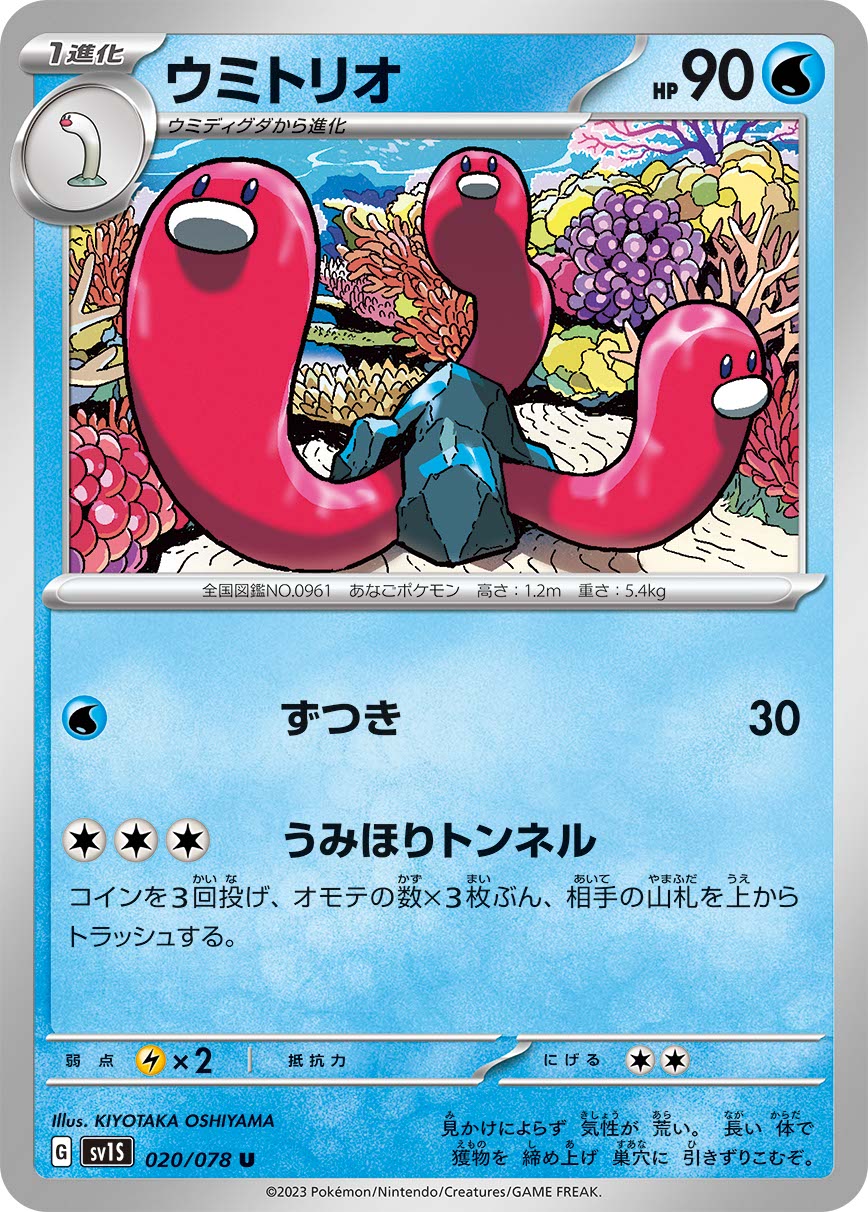 1進化
ウミトリオ
HP 90
ウミディグダから進化
全国図鑑NO.0961 あなごポケモン 高さ：1.2m 重さ：5.4kg
ずつき 30
うみほりトンネル
コインを3回投げ、オモテの数×3枚ぶん、相手の山札を上から
トラッシュする。
弱点 ×2 抵抗力 にげる
Illus. KIYOTAKA OSHIYAMA
見かけによらず 気性が 荒い。 長い 体で
獲物を 締め上げ 巣穴に 引きずりこむぞ。
G sv1S 020/078 U
©2023 Pokémon/Nintendo/Creatures/GAME FREAK.